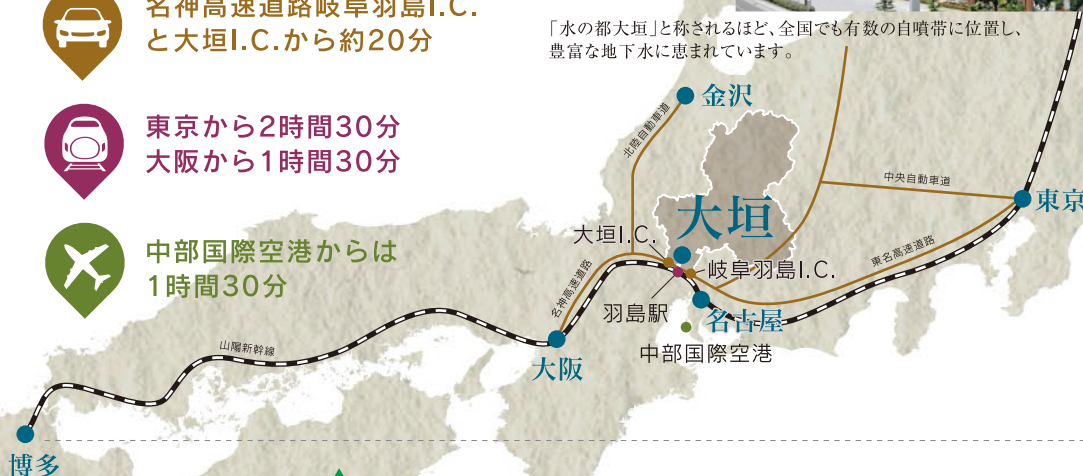 名神高速道路岐阜羽島I.C.
と大垣I.C.から約20分
「水の都大垣」と称されるほど、全国でも有数の自噴帯に位置し、
豊富な地下水に恵まれています。
東京から2時間30分
大阪から1時間30分
中部国際空港からは
1時間30分
金沢
北陸自動車道
中央自動車道
東京
大垣
大垣I.C.
東名高速道路
岐阜羽島I.C.
名神高速道路
羽島駅
名古屋
中部国際空港
山陽新幹線
大阪
博多